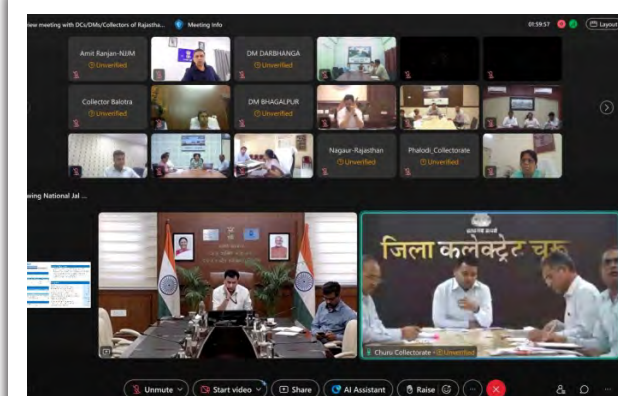 view meeting with DCs/DMs/Collectors of Rajastha...
Meeting Info
01:59:57
Layout
Amit Ranjan-NJJM
Unverified
DM DARBHANGA
Unverified
Collector Balotra
Unverified
DM BHAGALPUR
Unverified
Nagaur-Rajasthan
Unverified
Phalodi_Collectorate
Unverified
wing National Jal ...
जिला कलेक्ट्रेट चूरू
Churu Collectorate - Unverified
Unmute
Start video
Share
AI Assistant
Raise